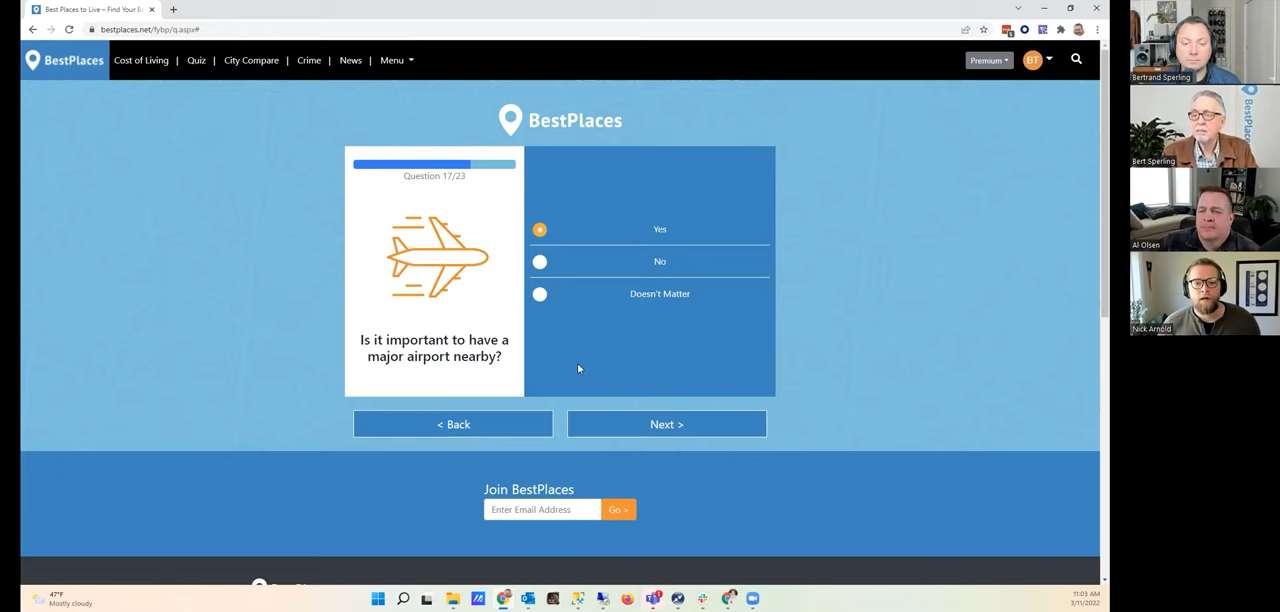 Best Places to Live – Find Your B
bestplaces.net/fybp/q.aspx#
BestPlaces
Cost of Living | Quiz | City Compare | Crime | News | Menu
Premium
BT
BestPlaces
Question 17/23
Is it important to have a
major airport nearby?
Yes
No
Doesn't Matter
< Back
Next >
Join BestPlaces
Enter Email Address
Go >
47°F
Mostly cloudy
11:03 AM
3/11/2022
Bertrand Sperling
BestPlaces
Bert Sperling
Al Olsen
Nick Arnold